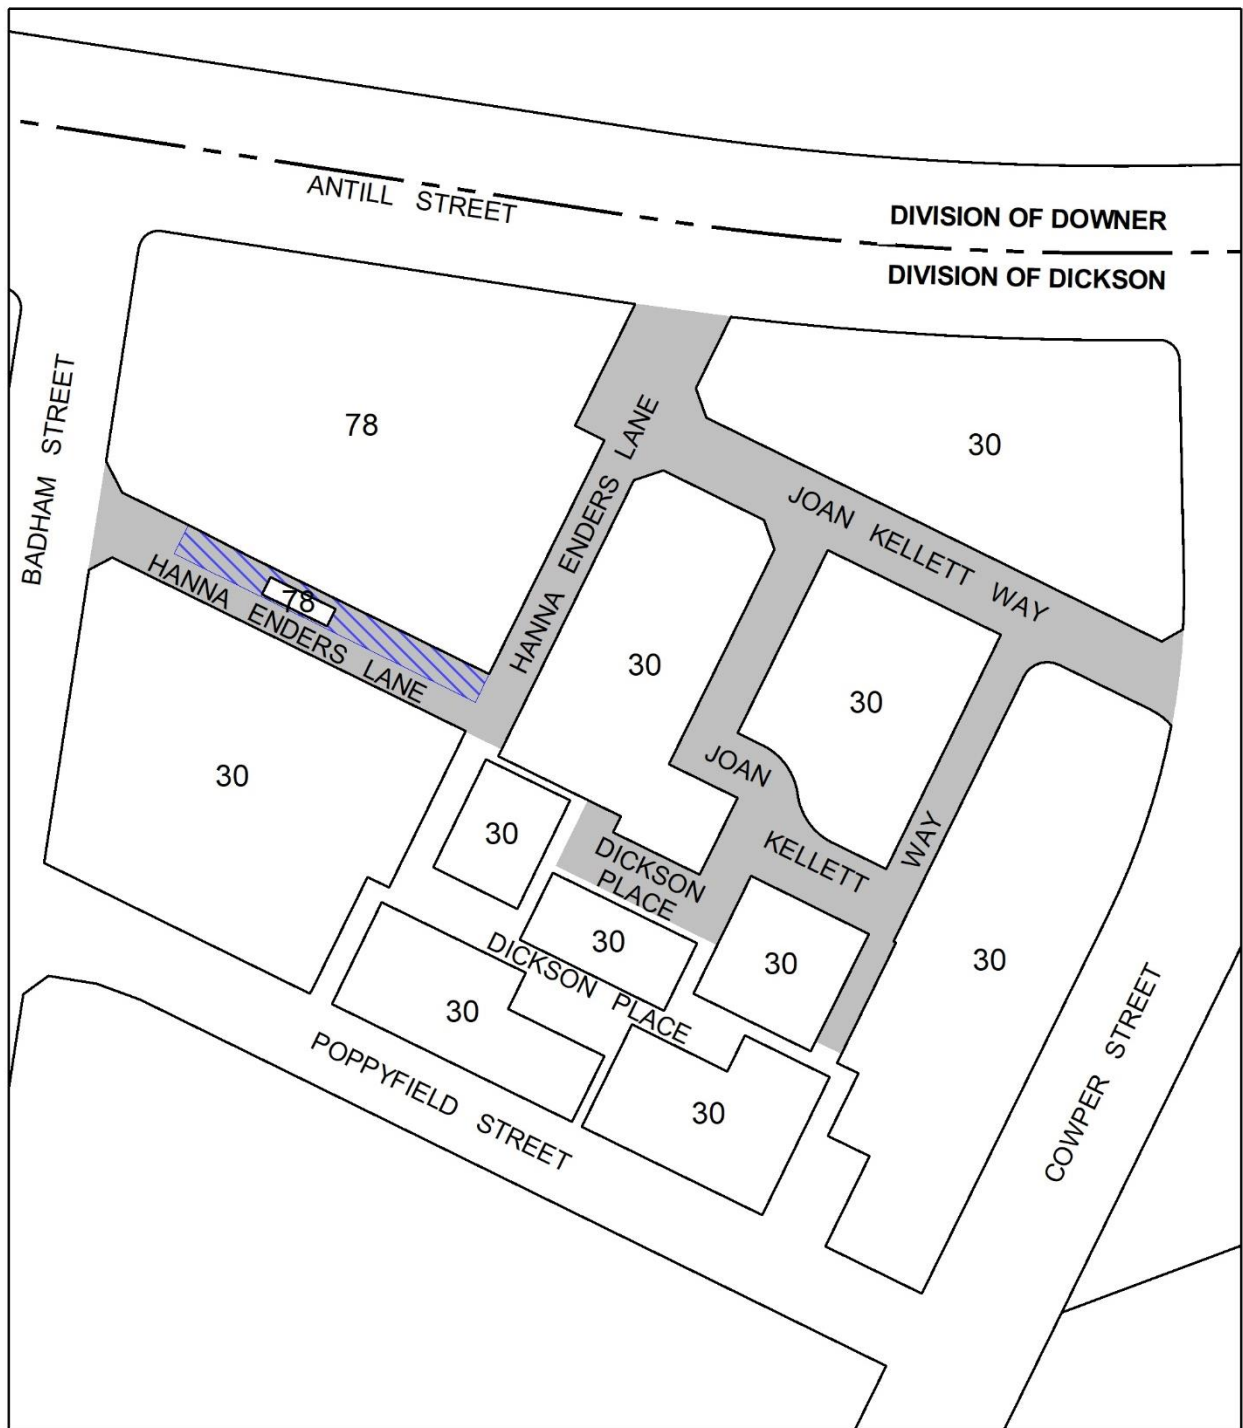 ANTILL STREET
DIVISION OF DOWNER
DIVISION OF DICKSON
BADHAM STREET
78
30
HANNA ENDERS LANE
JOAN KELLETT WAY
78
HANNA ENDERS LANE
30
30
30
JOAN
KELLETT
WAY
30
DICKSON
PLACE
30
30
30
DICKSON PLACE
30
30
POPPYFIELD STREET
COWPER STREET
30